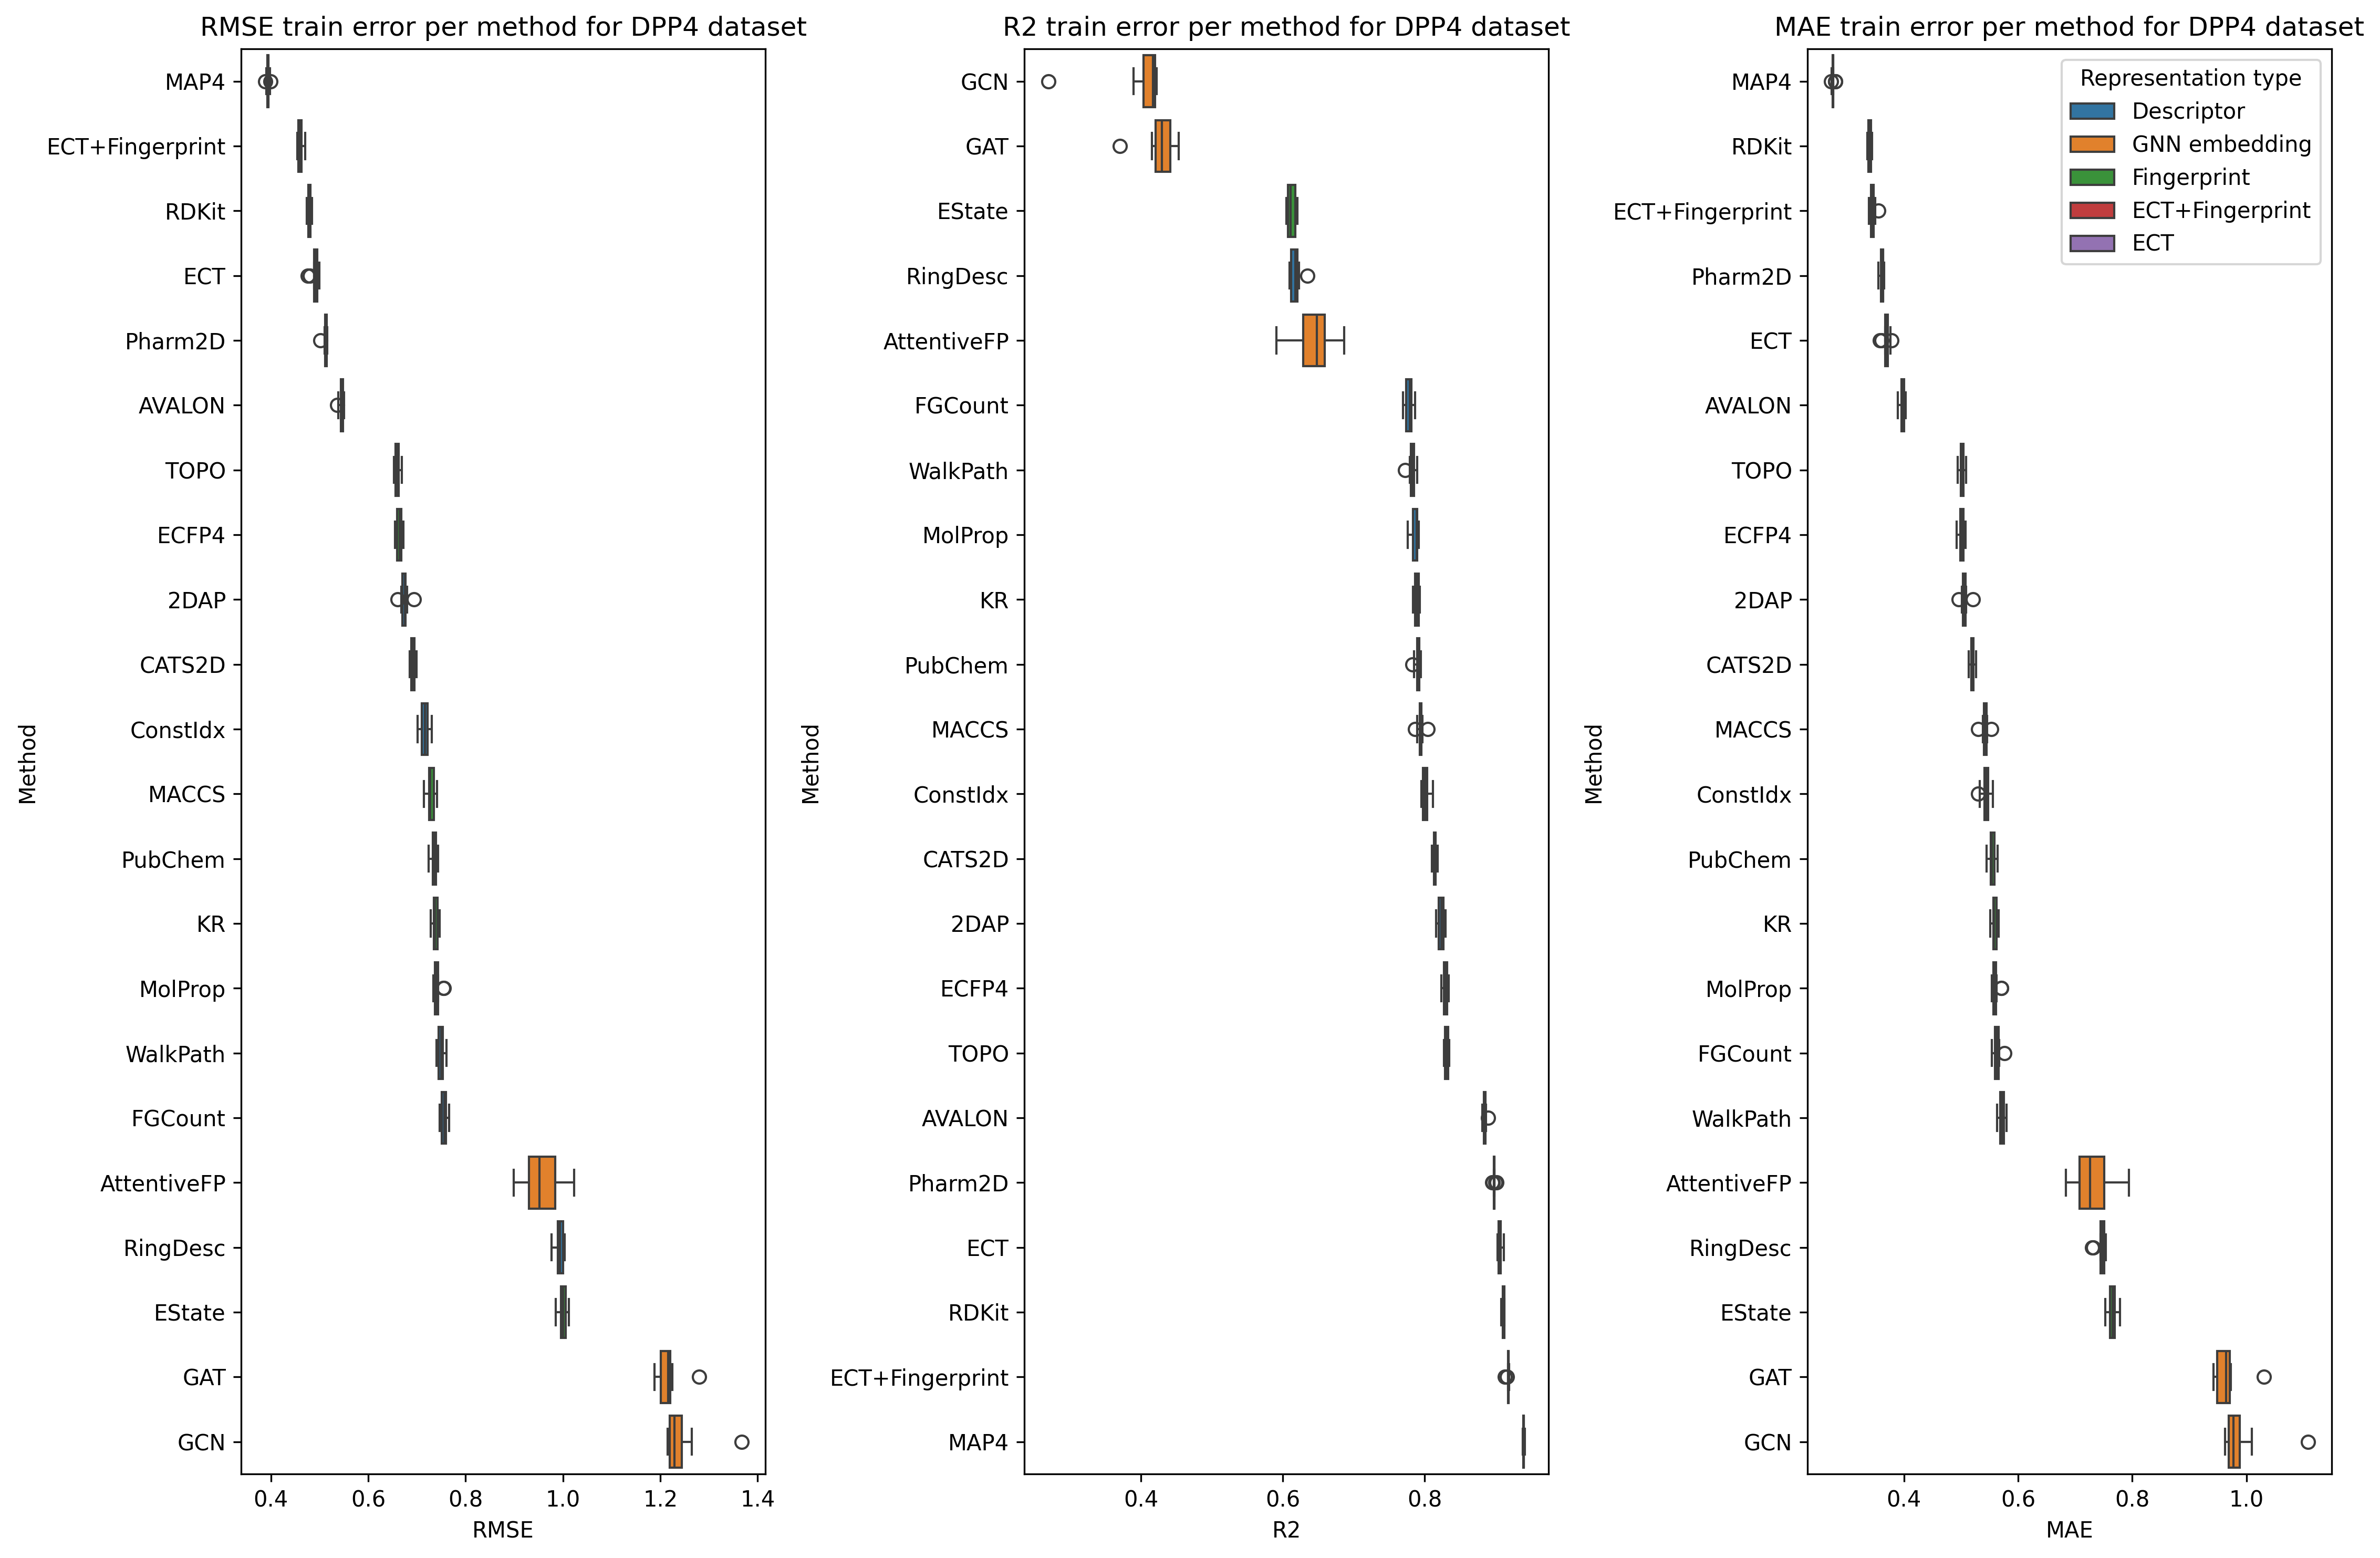 RMSE train error per method for DPP4 dataset
MAP4
ECT+Fingerprint
RDKit
ECT
Pharm2D
AVALON
TOPO
ECFP4
2DAP
CATS2D
ConstIdx
MACCS
PubChem
KR
MolProp
WalkPath
FGCount
AttentiveFP
RingDesc
EState
GAT
GCN
Method
0.4 0.6 0.8 1.0 1.2 1.4
RMSE
R2 train error per method for DPP4 dataset
GCN
GAT
EState
RingDesc
AttentiveFP
FGCount
WalkPath
MolProp
KR
PubChem
MACCS
ConstIdx
CATS2D
2DAP
ECFP4
TOPO
AVALON
Pharm2D
ECT
RDKit
ECT+Fingerprint
MAP4
Method
0.4 0.6 0.8
R2
MAE train error per method for DPP4 dataset
MAP4
RDKit
ECT+Fingerprint
Pharm2D
ECT
AVALON
TOPO
ECFP4
2DAP
CATS2D
MACCS
ConstIdx
PubChem
KR
MolProp
FGCount
WalkPath
AttentiveFP
RingDesc
EState
GAT
GCN
Method
0.4 0.6 0.8 1.0
MAE
Representation type
Descriptor
GNN embedding
Fingerprint
ECT+Fingerprint
ECT